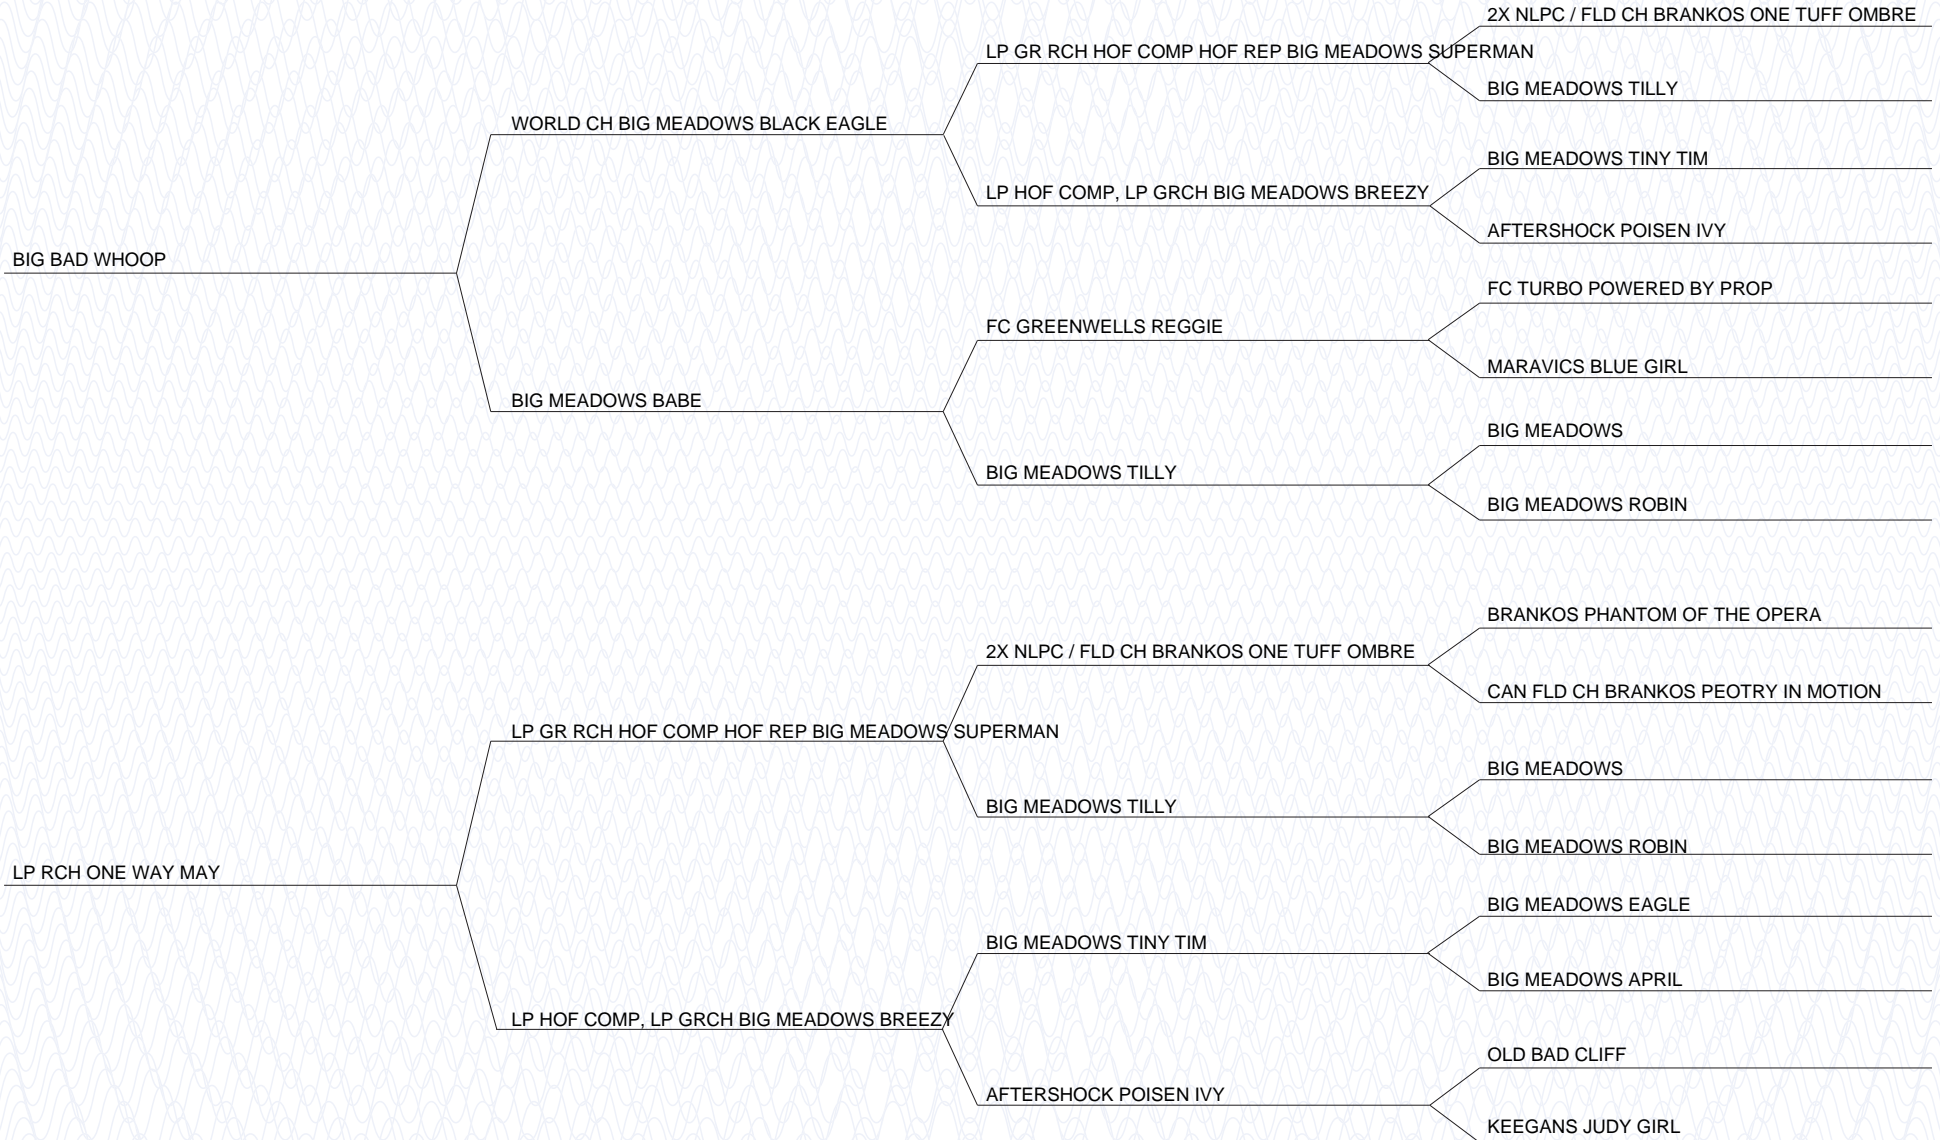 2X NLPC / FLD CH BRANKOS ONE TUFF OMBRE
LP GR RCH HOF COMP HOF REP BIG MEADOWS SUPERMAN
BIG MEADOWS TILLY
WORLD CH BIG MEADOWS BLACK EAGLE
BIG MEADOWS TINY TIM
LP HOF COMP, LP GRCH BIG MEADOWS BREEZY
AFTERSHOCK POISEN IVY
BIG BAD WHOOP
FC TURBO POWERED BY PROP
FC GREENWELLS REGGIE
MARAVICS BLUE GIRL
BIG MEADOWS BABE
BIG MEADOWS
BIG MEADOWS TILLY
BIG MEADOWS ROBIN
BRANKOS PHANTOM OF THE OPERA
2X NLPC / FLD CH BRANKOS ONE TUFF OMBRE
CAN FLD CH BRANKOS PEOTRY IN MOTION
LP GR RCH HOF COMP HOF REP BIG MEADOWS SUPERMAN
BIG MEADOWS
BIG MEADOWS TILLY
BIG MEADOWS ROBIN
LP RCH ONE WAY MAY
BIG MEADOWS EAGLE
BIG MEADOWS TINY TIM
BIG MEADOWS APRIL
LP HOF COMP, LP GRCH BIG MEADOWS BREEZY
OLD BAD CLIFF
AFTERSHOCK POISEN IVY
KEEGANS JUDY GIRL